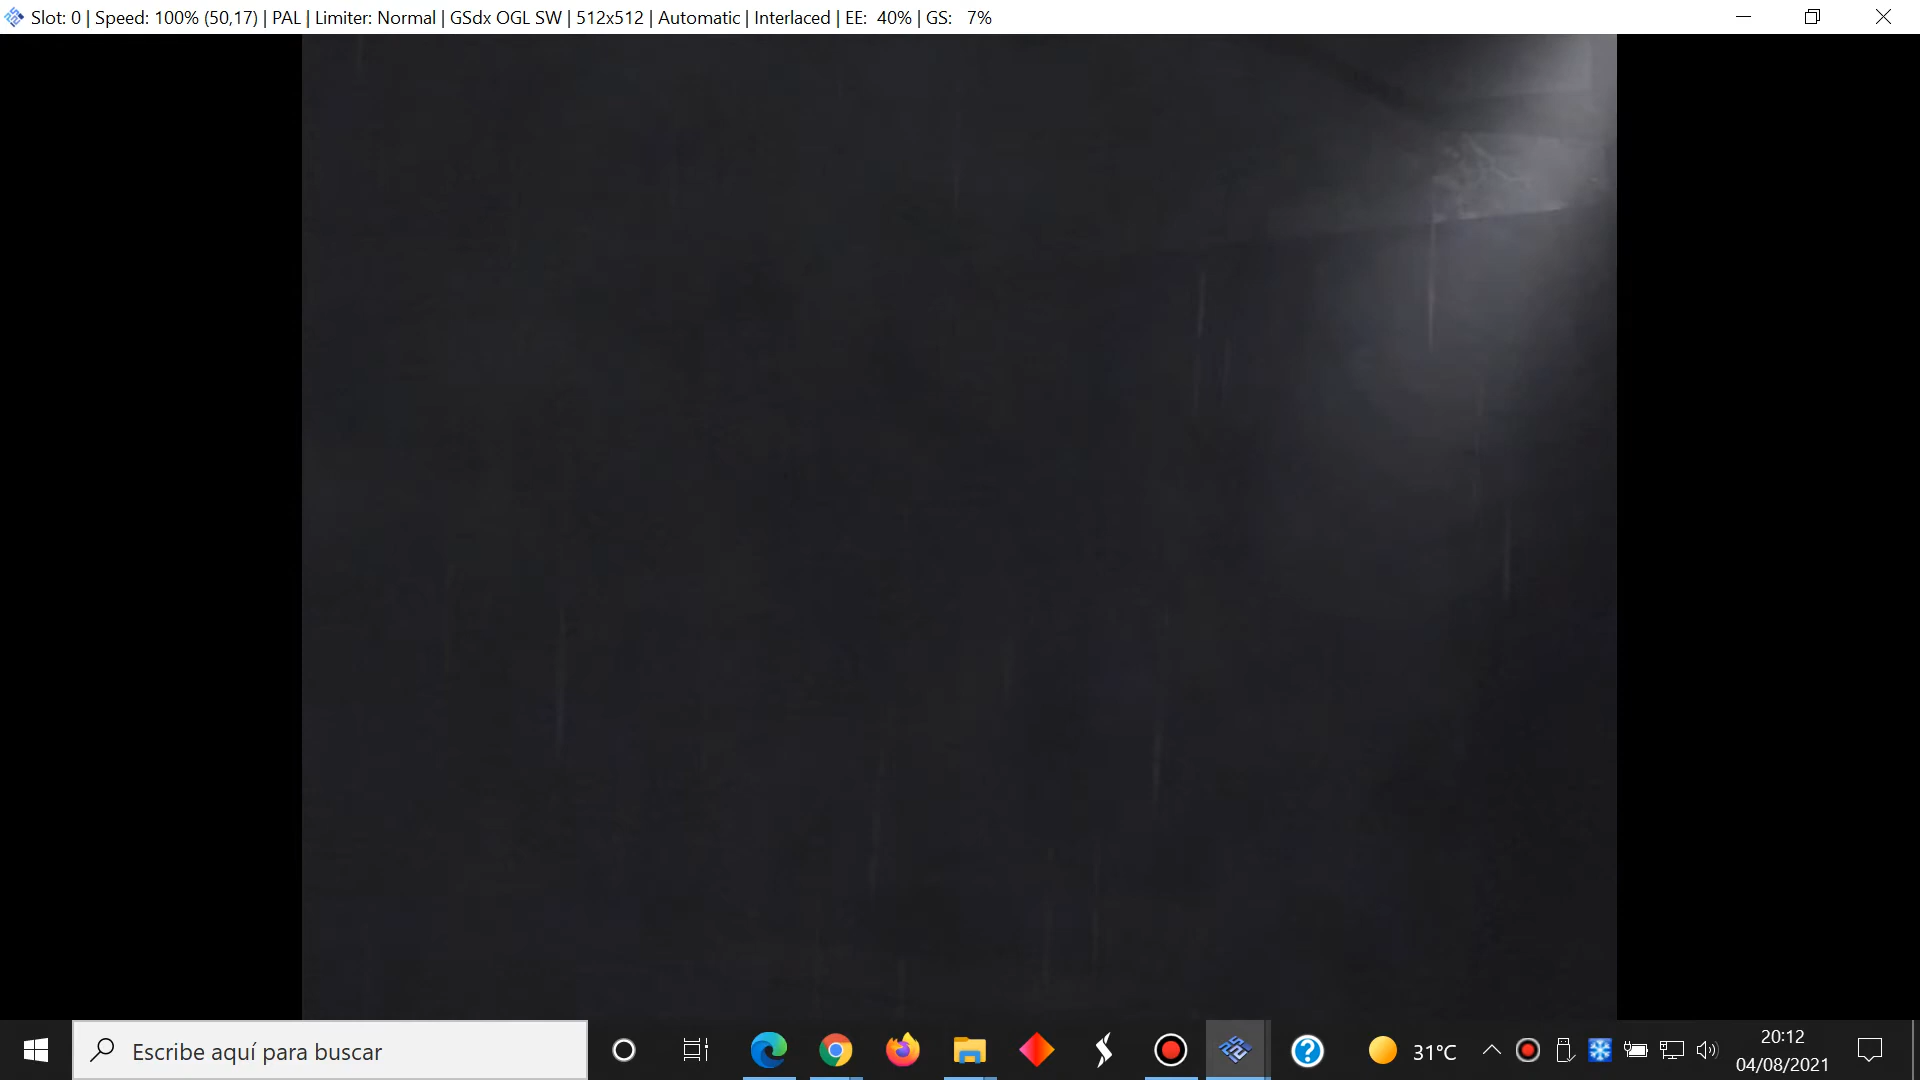 Slot: 0 | Speed: 100% (50,17) | PAL | Limiter: Normal | GSdx OGL SW | 512x512 | Automatic | Interlaced | EE:  40% | GS:   7%
Escribe aquí para buscar
31°C
20:12
04/08/2021